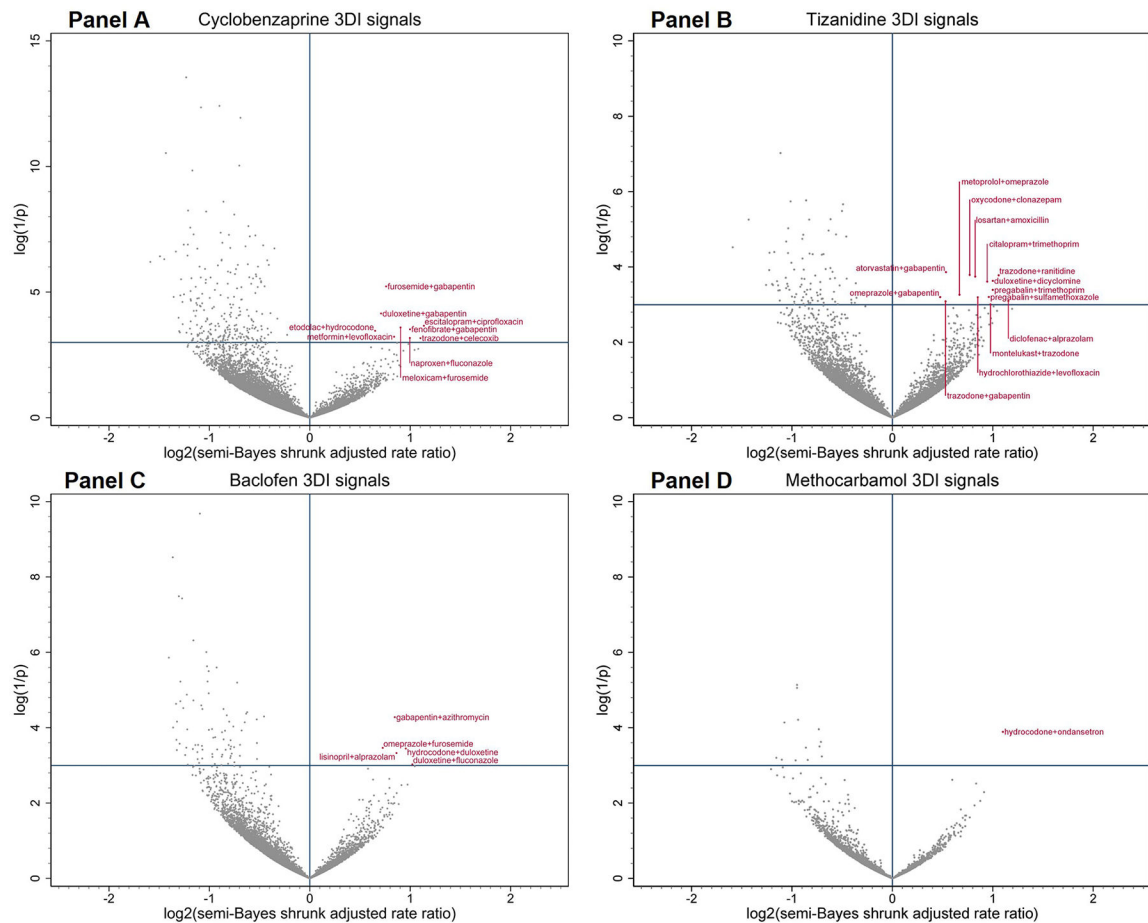 Panel A
Cyclobenzaprine 3DI signals
15
10
5
0
log(1/p)
furosemide+gabapentin
duloxetine+gabapentin
escitalopram+ciprofloxacin
etodolac+hydrocodone
fenofibrate+gabapentin
metformin+levofloxacin
trazodone+celecoxib
naproxen+fluconazole
meloxicam+furosemide
-2 -1 0 1 2
log2(semi-Bayes shrunk adjusted rate ratio)
Panel B
Tizanidine 3DI signals
10
8
6
4
2
0
log(1/p)
metoprolol+omeprazole
oxycodone+clonazepam
losartan+amoxicillin
citalopram+trimethoprim
atorvastatin+gabapentin
trazodone+ranitidine
duloxetine+dicyclomine
omeprazole+gabapentin
pregabalin+trimethoprim
pregabalin+sulfamethoxazole
diclofenac+alprazolam
montelukast+trazodone
hydrochlorothiazide+levofloxacin
trazodone+gabapentin
-2 -1 0 1 2
log2(semi-Bayes shrunk adjusted rate ratio)
Panel C
Baclofen 3DI signals
10
8
6
4
2
0
log(1/p)
gabapentin+azithromycin
omeprazole+furosemide
hydrocodone+duloxetine
lisinopril+alprazolam
duloxetine+fluconazole
-2 -1 0 1 2
log2(semi-Bayes shrunk adjusted rate ratio)
Panel D
Methocarbamol 3DI signals
10
8
6
4
2
0
log(1/p)
hydrocodone+ondansetron
-2 -1 0 1 2
log2(semi-Bayes shrunk adjusted rate ratio)